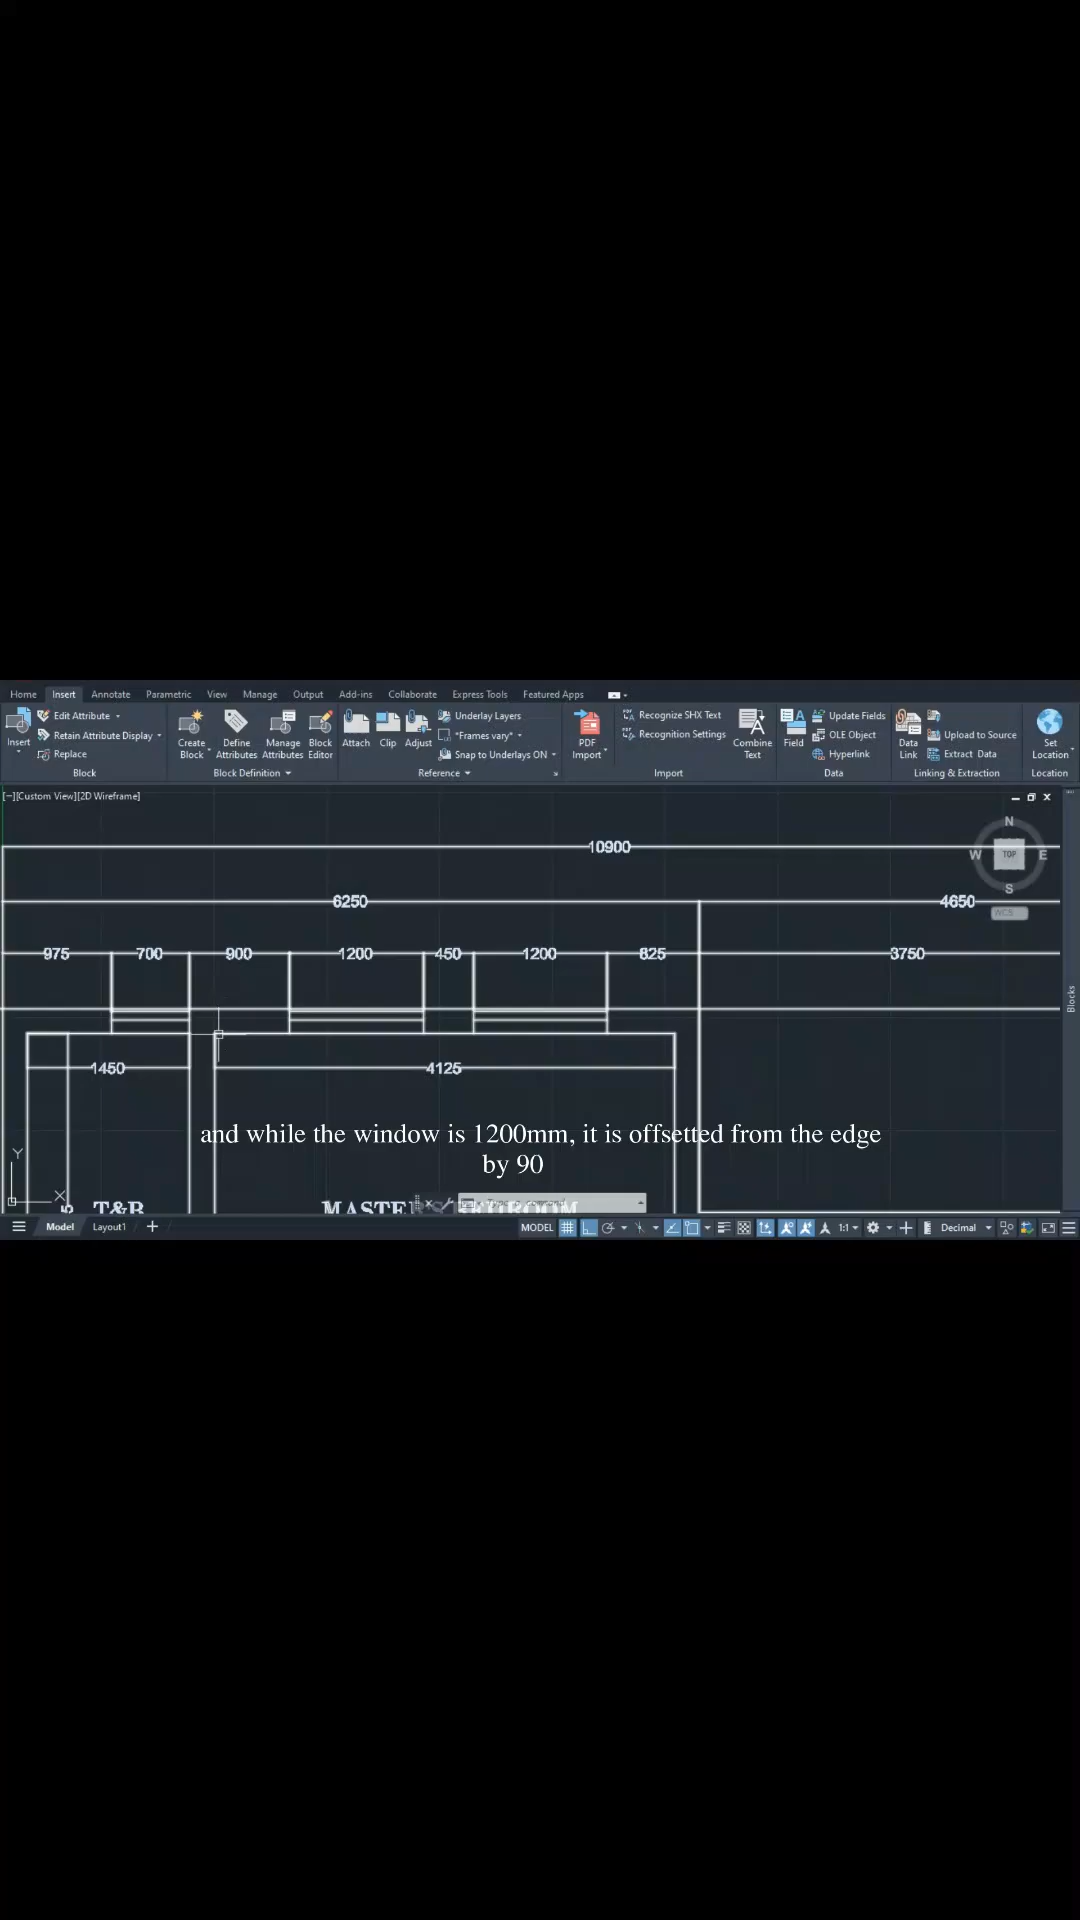 Home Insert Annotate Parametric View Manage Output Add-ins Collaborate Express Tools Featured Apps
Insert
Edit Attribute
Retain Attribute Display
Replace
Block
Create Block
Define Attributes
Manage Attributes
Block Editor
Block Definition
Attach
Clip
Adjust
Underlay Layers
*Frames vary*
Snap to Underlays ON
Reference
PDF Import
Recognize SHX Text
Recognition Settings
Combine Text
Import
Field
Update Fields
OLE Object
Hyperlink
Data
Data Link
Upload to Source
Extract Data
Linking & Extraction
Set Location
Location
[−][Custom View][2D Wireframe]
N
W TOP E
S
WCS
10900
6250 4650
975 700 900 1200 450 1200 825 3750
Blocks
1450 4125
and while the window is 1200mm, it is offsetted from the edge
by 90
Y
X
T&B
Model Layout1 +
MODEL 1:1 Decimal